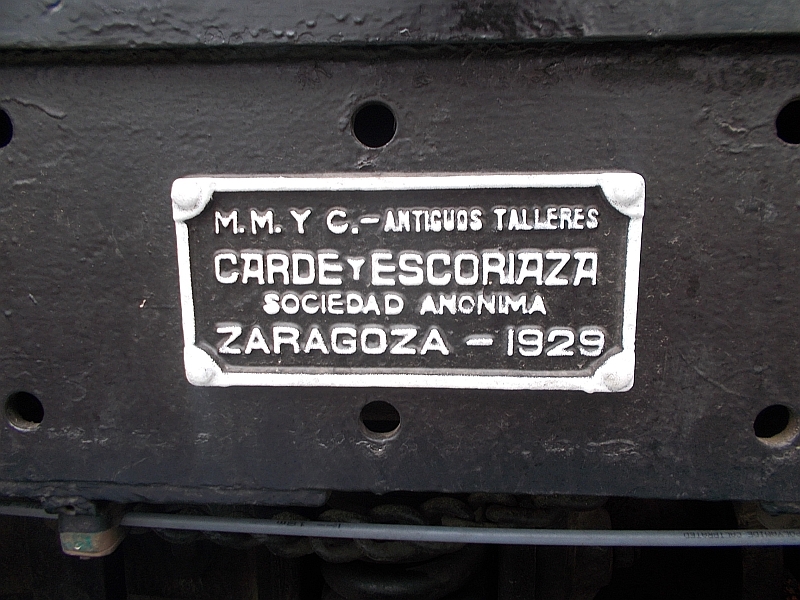 M.M. Y C.-ANTIGUOS TALLERES
CARDE Y ESCORIAZA
SOCIEDAD ANONIMA
ZARAGOZA - 1929